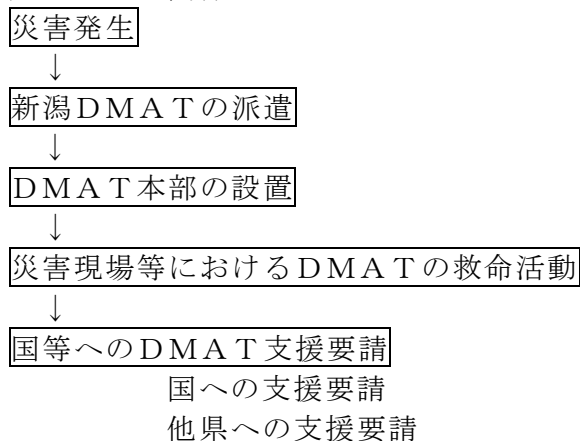 災害発生
↓
新潟ＤＭＡＴの派遣
↓
ＤＭＡＴ本部の設置
↓
災害現場等におけるＤＭＡＴの救命活動
↓
国等へのＤＭＡＴ支援要請
国への支援要請
他県への支援要請